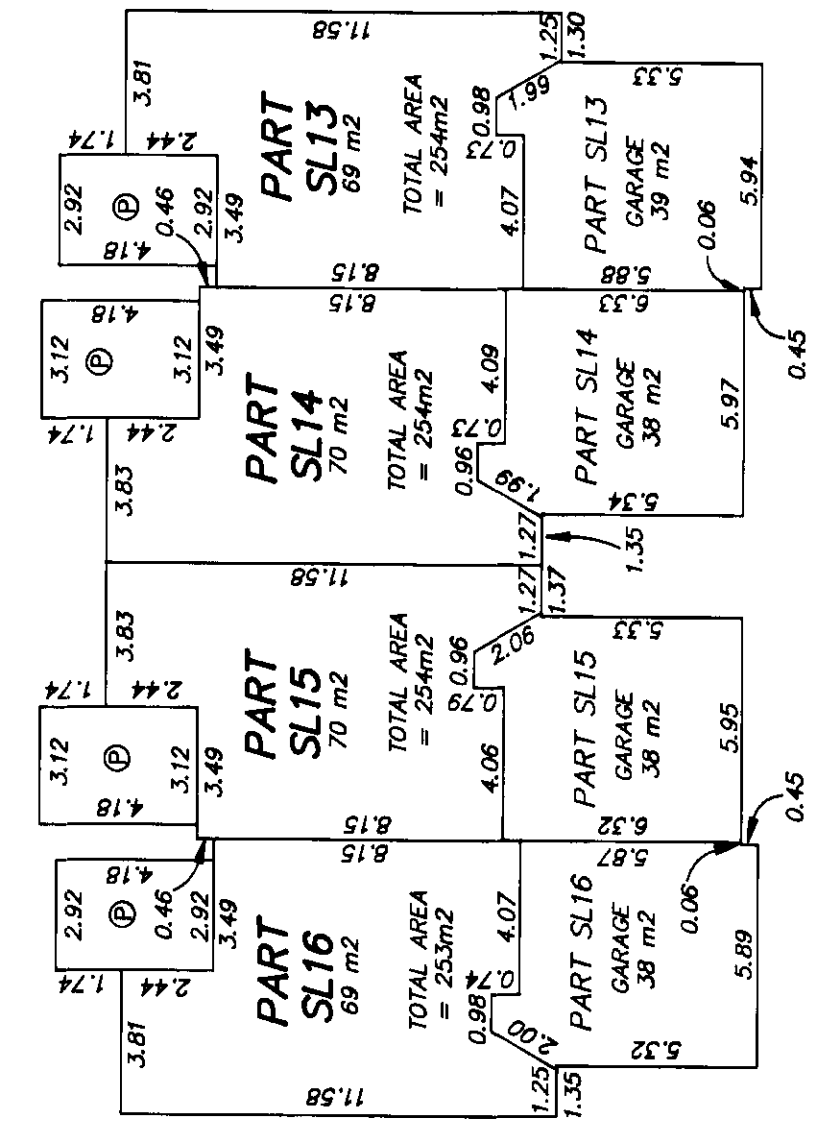 11.58
1.25
1.30
3.81
1.74
2.44
2.92
P
0.46
2.92
4.18
3.49
PART
SL13
69 m2
TOTAL AREA
= 254m2
0.98
1.99
0.73
4.07
8.15
5.33
PART SL13
GARAGE
39 m2
5.94
5.88
0.06
0.45
4.18
3.12
P
3.12
3.49
1.74
2.44
3.83
8.15
PART
SL14
70 m2
TOTAL AREA
= 254m2
4.09
0.73
0.96
1.99
1.27
1.35
6.33
PART SL14
GARAGE
38 m2
5.97
5.34
11.58
3.83
1.74
2.44
3.12
P
3.12
4.18
3.49
PART
SL15
70 m2
TOTAL AREA
= 254m2
1.27
1.37
0.96
2.06
0.79
4.06
8.15
5.33
PART SL15
GARAGE
38 m2
5.95
6.32
0.45
0.06
4.18
2.92
P
0.46
2.92
3.49
1.74
2.44
3.81
8.15
PART
SL16
69 m2
TOTAL AREA
= 253m2
4.07
0.74
0.98
2.00
1.25
1.35
11.58
5.87
PART SL16
GARAGE
38 m2
5.89
5.32